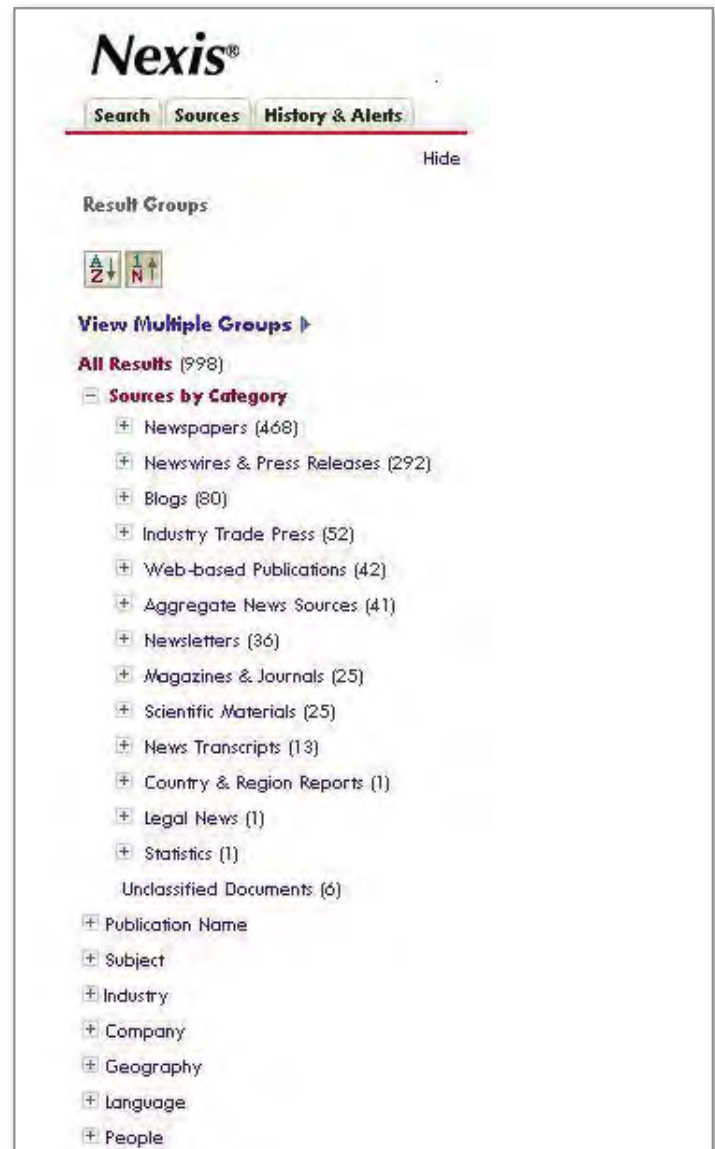 Nexis®
Search Sources History & Alerts
Hide
Result Groups
A Z 1 N
View Multiple Groups
All Results (998)
Sources by Category
Newspapers (468)
Newswires & Press Releases (292)
Blogs (80)
Industry Trade Press (52)
Web-based Publications (42)
Aggregate News Sources (41)
Newsletters (36)
Magazines & Journals (25)
Scientific Materials (25)
News Transcripts (13)
Country & Region Reports (1)
Legal News (1)
Statistics (1)
Unclassified Documents (6)
Publication Name
Subject
Industry
Company
Geography
Language
People